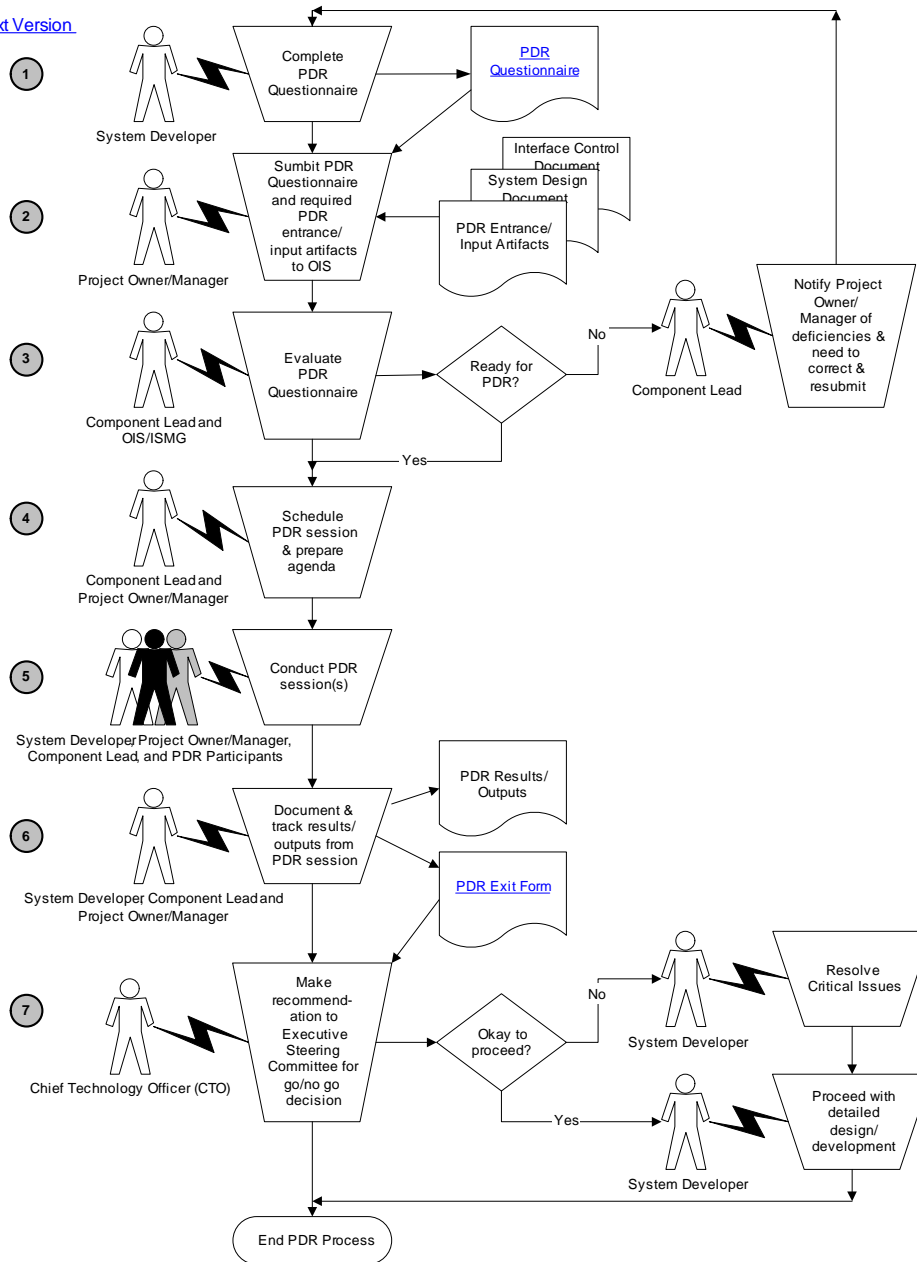 xt Version
1
System Developer
Complete
PDR
Questionnaire
PDR
Questionnaire
2
Project Owner/Manager
Sumbit PDR
Questionnaire
and required
PDR
entrance/
input artifacts
to OIS
Interface Control
Document
System Design
Document
PDR Entrance/
Input Artifacts
3
Component Lead and
OIS/ISMG
Evaluate
PDR
Questionnaire
Ready for
PDR?
No
Yes
Component Lead
Notify Project
Owner/
Manager of
deficiencies &
need to
correct &
resubmit
4
Component Lead and
Project Owner/Manager
Schedule
PDR session
& prepare
agenda
5
System Developer, Project Owner/Manager,
Component Lead, and PDR Participants
Conduct PDR
session(s)
6
System Developer, Component Lead and
Project Owner/Manager
Document &
track results/
outputs from
PDR session
PDR Results/
Outputs
PDR Exit Form
7
Chief Technology Officer (CTO)
Make
recommend-
ation to
Executive
Steering
Committee for
go/no go
decision
Okay to
proceed?
No
System Developer
Resolve
Critical Issues
Yes
System Developer
Proceed with
detailed
design/
development
End PDR Process